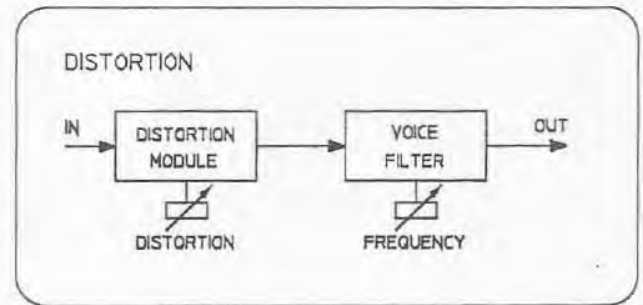 DISTORTION
IN
DISTORTION
MODULE
VOICE
FILTER
OUT
DISTORTION
FREQUENCY